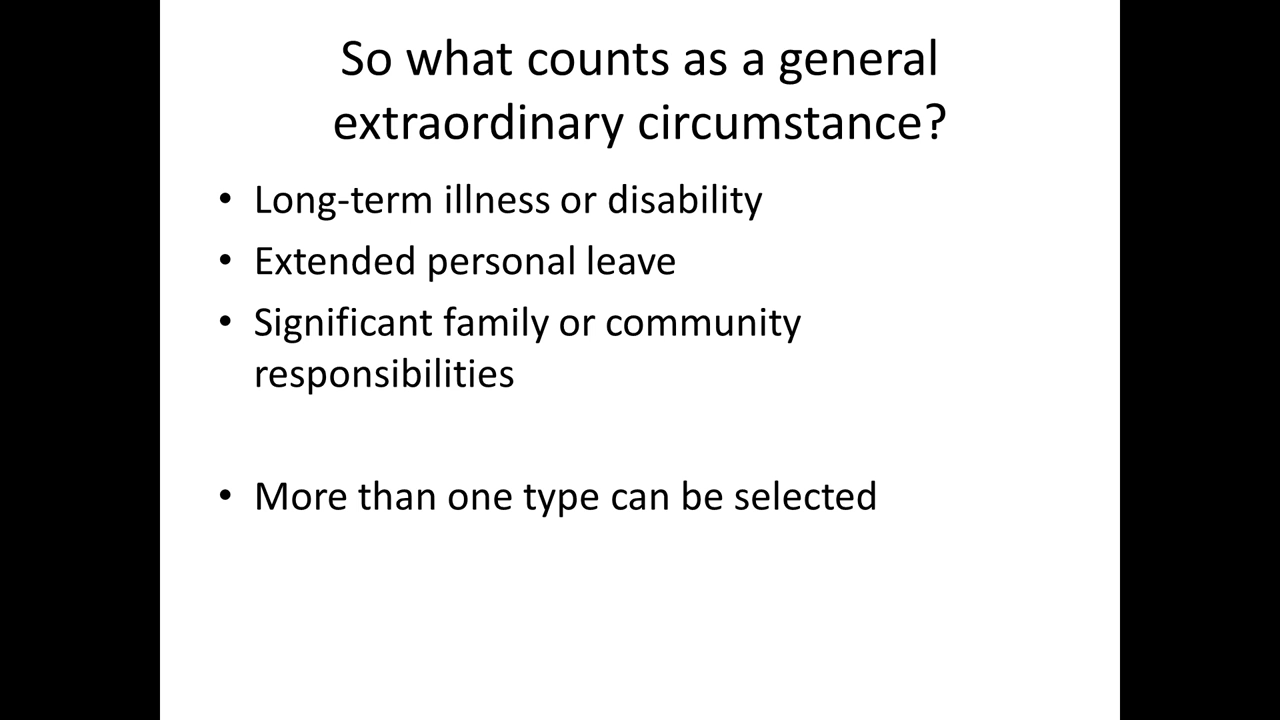 So what counts as a general
extraordinary circumstance?
• Long-term illness or disability
• Extended personal leave
• Significant family or community
responsibilities
• More than one type can be selected